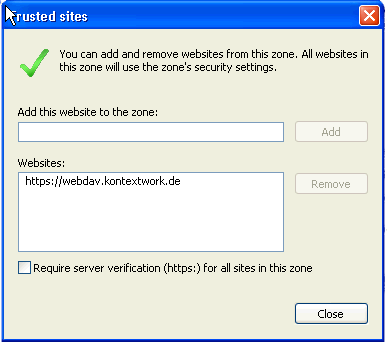 Trusted sites
You can add and remove websites from this zone. All websites in
this zone will use the zone's security settings.
Add this website to the zone:
Add
Websites:
https://webdav.kontextwork.de
Remove
Require server verification (https:) for all sites in this zone
Close